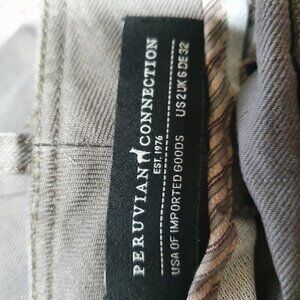 PERUVIAN CONNECTION
EST. 1976
USA OF IMPORTED GOODS US 2 UK 6 DE 32